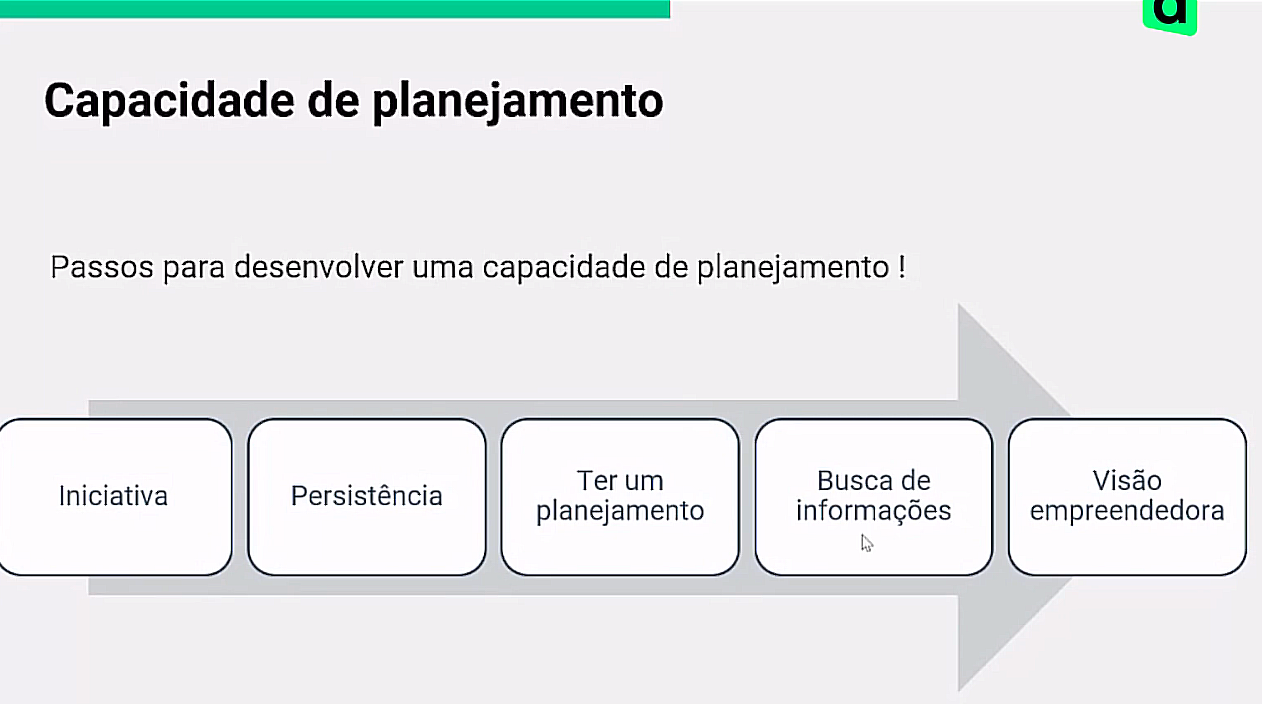 d
Capacidade de planejamento
Passos para desenvolver uma capacidade de planejamento !
Iniciativa
Persistência
Ter um
planejamento
Busca de
informações
Visão
empreendedora